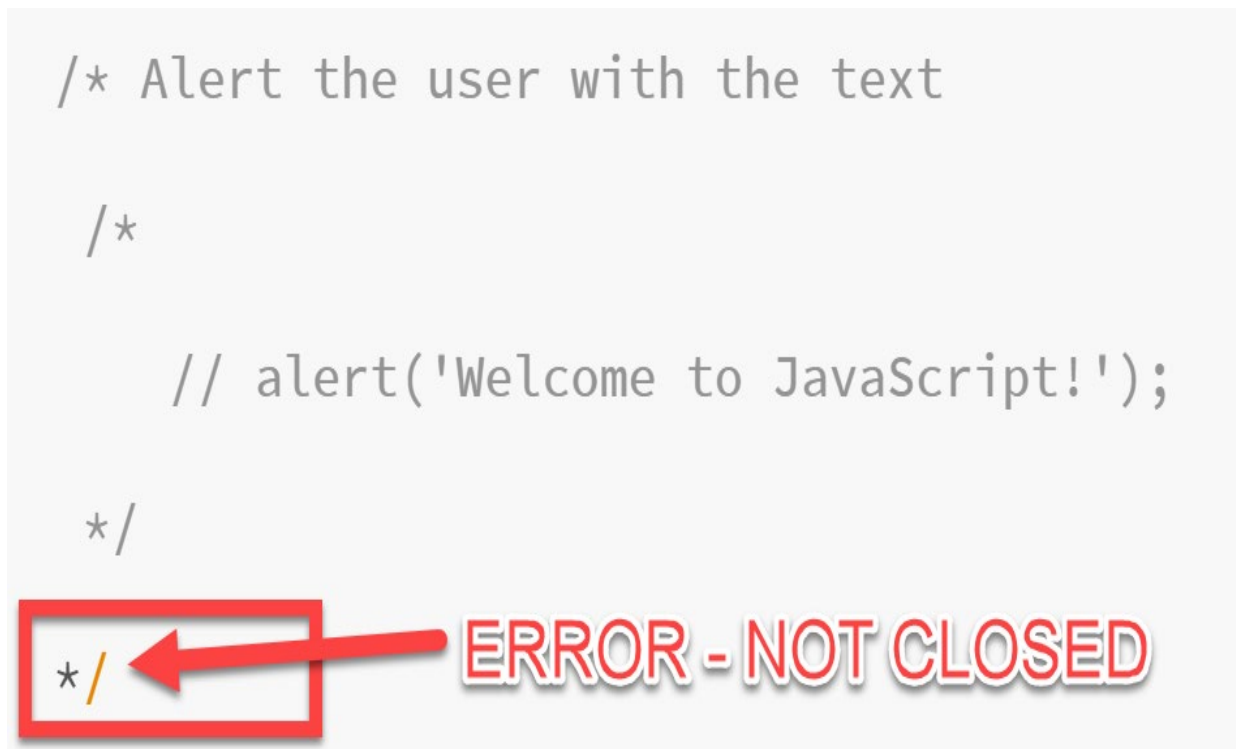 /* Alert the user with the text
/*
// alert('Welcome to JavaScript!');
*/
*/ ERROR - NOT CLOSED